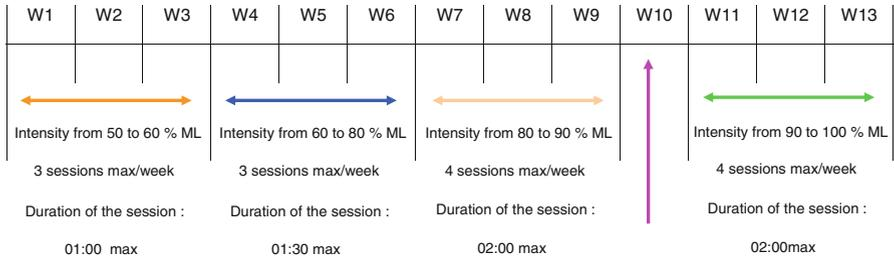 W1 W2 W3 W4 W5 W6 W7 W8 W9 W10 W11 W12 W13
Intensity from 50 to 60 % ML
3 sessions max/week
Duration of the session :
01:00 max
Intensity from 60 to 80 % ML
3 sessions max/week
Duration of the session :
01:30 max
Intensity from 80 to 90 % ML
4 sessions max/week
Duration of the session :
02:00 max
Intensity from 90 to 100 % ML
4 sessions max/week
Duration of the session :
02:00max